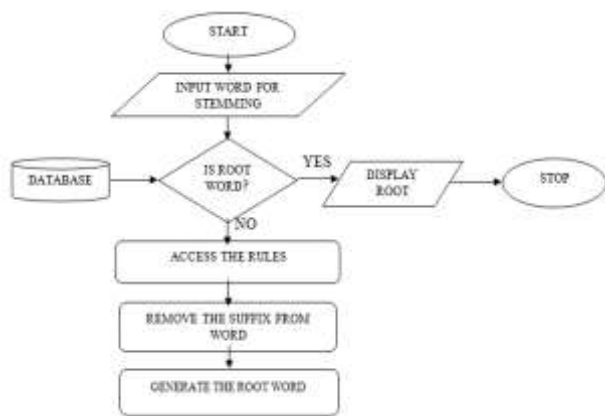 START
INPUT WORD FOR
STEMMING
IS ROOT
WORD?
YES
DATABASE
DISPLAY
ROOT
STOP
NO
ACCESS THE RULES
REMOVE THE SUFFIX FROM
WORD
GENERATE THE ROOT WORD